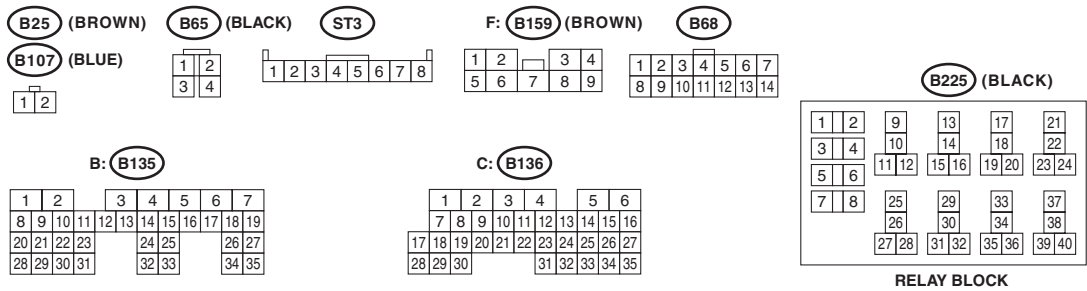 B25 (BROWN) B65 (BLACK) ST3 F: B159 (BROWN) B68
B107 (BLUE)
1 2
1 2
3 4
1 2 3 4 5 6 7 8
1 2 3 4
5 6 7 8 9
1 2 3 4 5 6 7
8 9 10 11 12 13 14
B225 (BLACK)
1 2 9 13 17 21
3 4 10 14 18 22
11 12 15 16 19 20 23 24
5 6
7 8 25 29 33 37
26 30 34 38
27 28 31 32 35 36 39 40
RELAY BLOCK
B: B135
1 2 3 4 5 6 7
8 9 10 11 12 13 14 15 16 17 18 19
20 21 22 23 24 25 26 27
28 29 30 31 32 33 34 35
C: B136
1 2 3 4 5 6
7 8 9 10 11 12 13 14 15 16
17 18 19 20 21 22 23 24 25 26 27
28 29 30 31 32 33 34 35